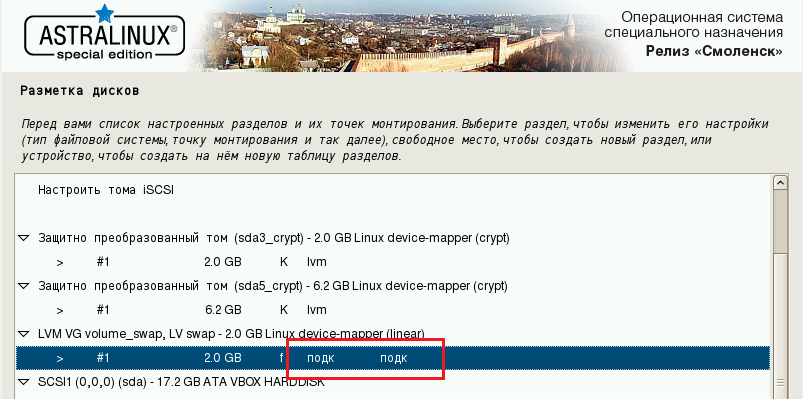 ASTRALINUX®
special edition
Операционная система
специального назначения
Релиз «Смоленск»
Разметка дисков
Перед вами список настроенных разделов и их точек монтирования. Выберите раздел, чтобы изменить его настройки
(тип файловой системы, точку монтирования и так далее), свободное место, чтобы создать новый раздел, или
устройство, чтобы создать на нём новую таблицу разделов.
Настроить тома iSCSI
Защитно преобразованный том (sda3_crypt) - 2.0 GB Linux device-mapper (crypt)
> #1 2.0 GB K lvm
Защитно преобразованный том (sda5_crypt) - 6.2 GB Linux device-mapper (crypt)
> #1 6.2 GB K lvm
LVM VG volume_swap, LV swap - 2.0 GB Linux device-mapper (linear)
> #1 2.0 GB f подк подк
SCSI1 (0,0,0) (sda) - 17.2 GB ATA VBOX HARDDISK